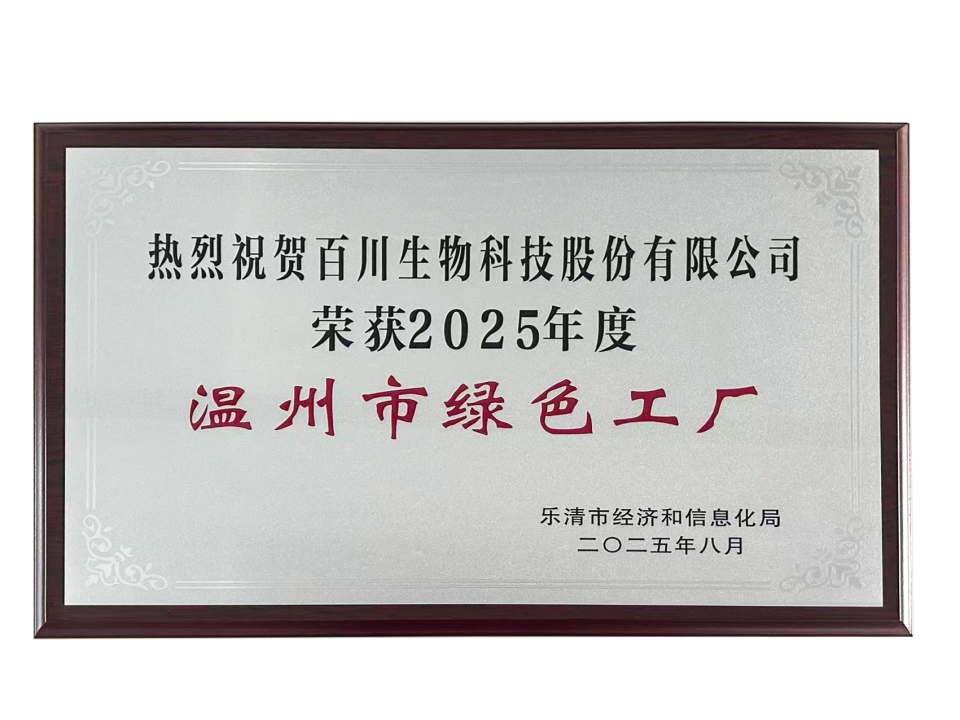 热烈祝贺百川生物科技股份有限公司
荣获2025年度
温州市绿色工厂
乐清市经济和信息化局
二〇二五年八月